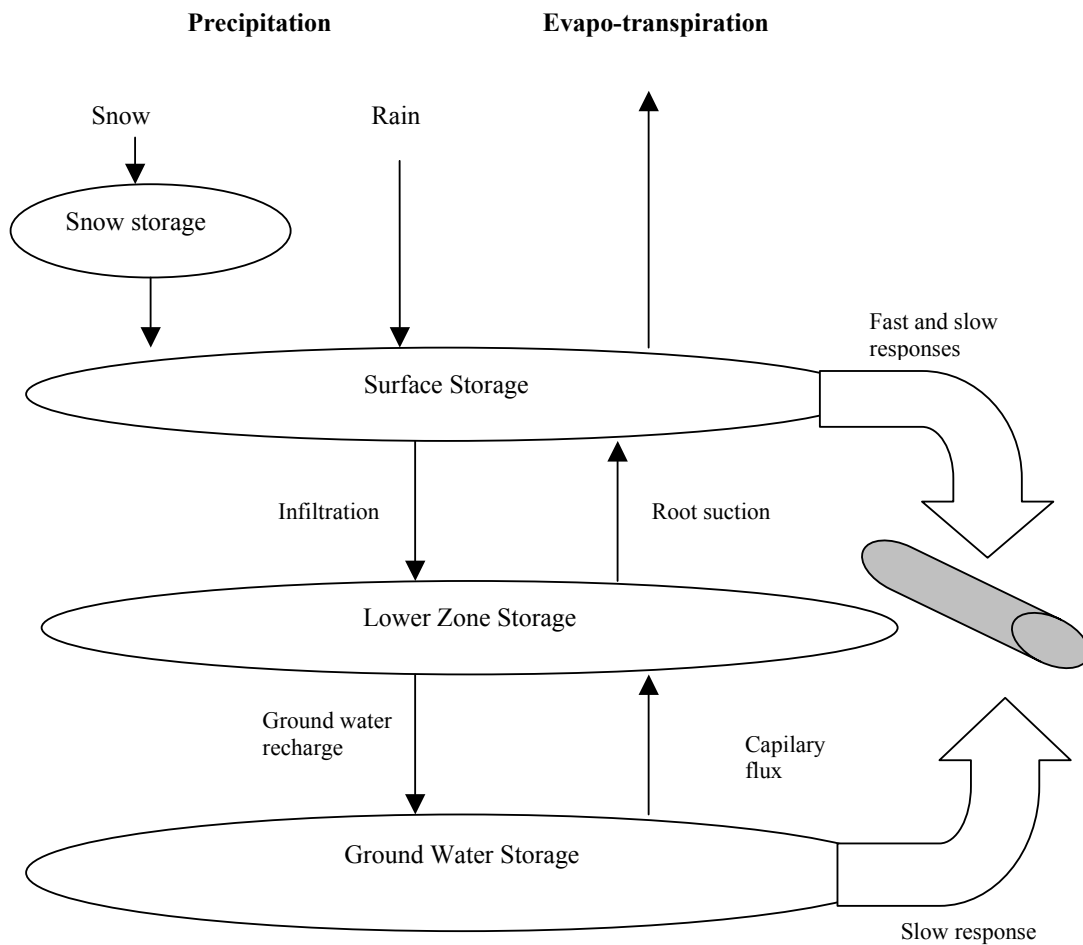 Precipitation
Evapo-transpiration
Snow
Rain
Snow storage
Fast and slow
responses
Surface Storage
Infiltration
Root suction
Lower Zone Storage
Ground water
recharge
Capilary
flux
Ground Water Storage
Slow response